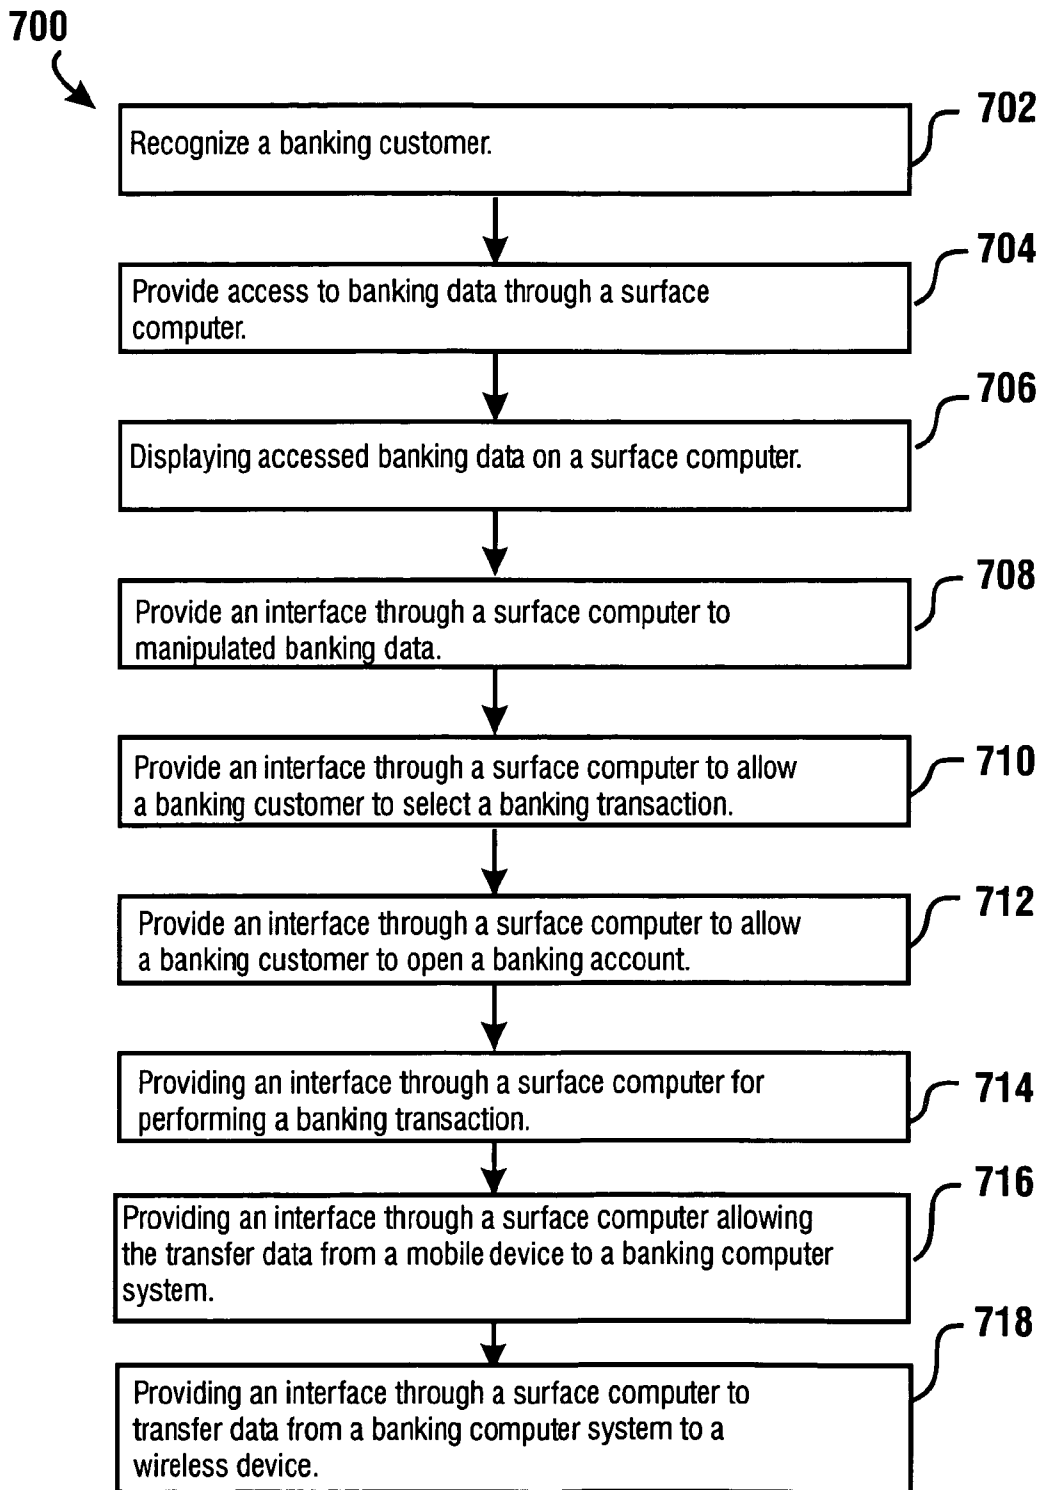 700
702
Recognize a banking customer.
704
Provide access to banking data through a surface
computer.
706
Displaying accessed banking data on a surface computer.
708
Provide an interface through a surface computer to
manipulated banking data.
710
Provide an interface through a surface computer to allow
a banking customer to select a banking transaction.
712
Provide an interface through a surface computer to allow
a banking customer to open a banking account.
714
Providing an interface through a surface computer for
performing a banking transaction.
716
Providing an interface through a surface computer allowing
the transfer data from a mobile device to a banking computer
system.
718
Providing an interface through a surface computer to
transfer data from a banking computer system to a
wireless device.